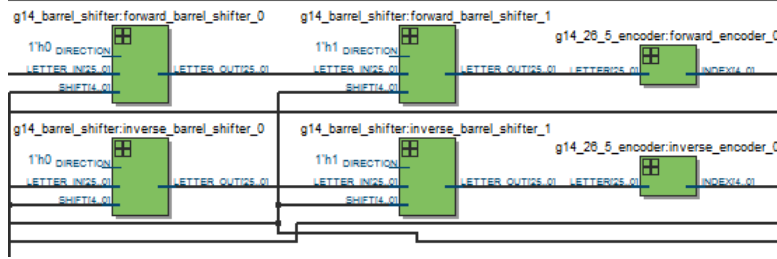 g14_barrel_shifter:forward_barrel_shifter_0
1'h0 DIRECTION
LETTER_IN[25..0]
SHIFT[4..0]
LETTER_OUT[25..0]
g14_barrel_shifter:forward_barrel_shifter_1
1'h1 DIRECTION
LETTER_IN[25..0]
SHIFT[4..0]
LETTER_OUT[25..0]
g14_26_5_encoder:forward_encoder_0
LETTER[25..0]
INDEX[4..0]
g14_barrel_shifter:inverse_barrel_shifter_0
1'h0 DIRECTION
LETTER_IN[25..0]
SHIFT[4..0]
LETTER_OUT[25..0]
g14_barrel_shifter:inverse_barrel_shifter_1
1'h1 DIRECTION
LETTER_IN[25..0]
SHIFT[4..0]
LETTER_OUT[25..0]
g14_26_5_encoder:inverse_encoder_0
LETTER[25..0]
INDEX[4..0]